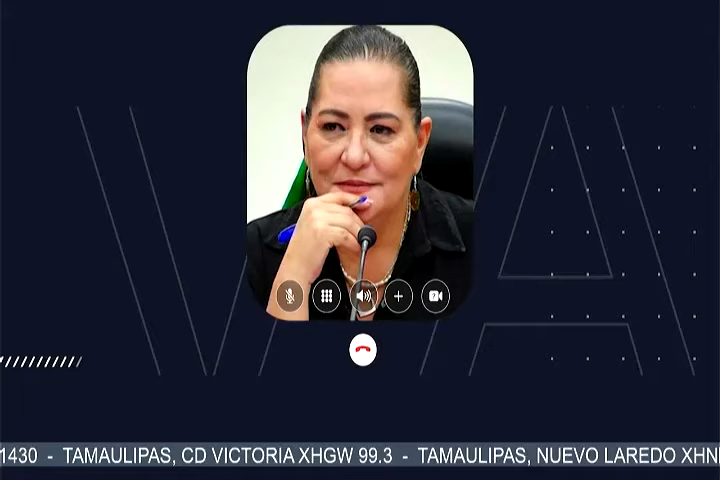 1430 - TAMAULIPAS, CD VICTORIA XHGW 99.3 - TAMAULIPAS, NUEVO LAREDO